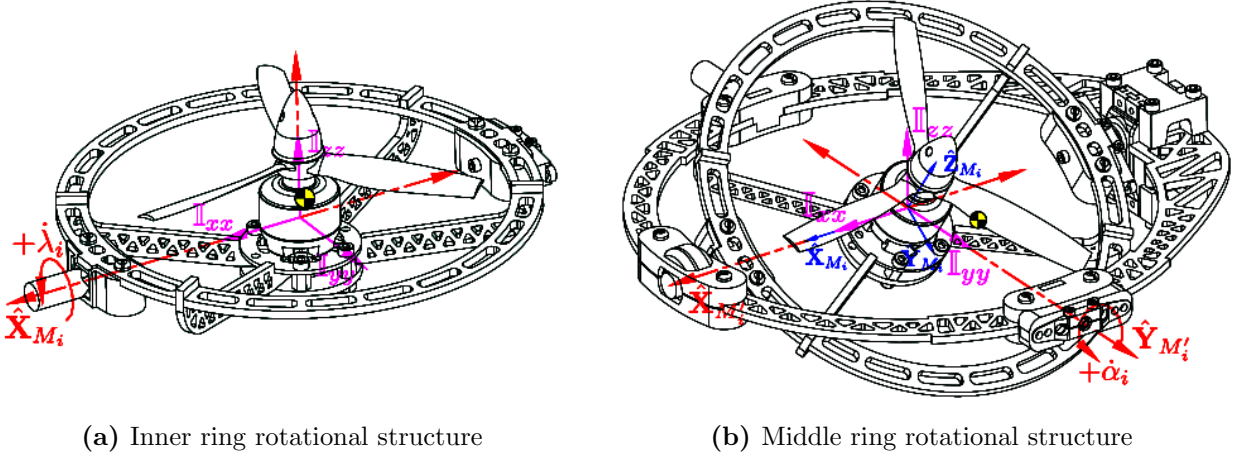 𝕀zz
𝕀xx
+λ̇i
𝕀yy
X̂Mi
𝕀zz
ẐMi
𝕀xx
X̂Mi
ŶMi
𝕀yy
X̂M′i
ŶM′i
+α̇i
(a) Inner ring rotational structure
(b) Middle ring rotational structure